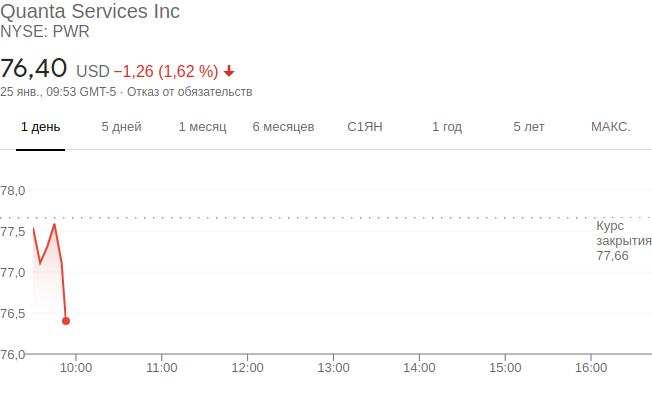 Quanta Services Inc
NYSE: PWR
76,40 USD −1,26 (1,62 %)
25 янв., 09:53 GMT-5 · Отказ от обязательств
1 день 5 дней 1 месяц 6 месяцев С1ЯН 1 год 5 лет МАКС.
78,0
77,5
77,0
76,5
76,0
Курс
закрытия
77,66
10:00 11:00 12:00 13:00 14:00 15:00 16:00